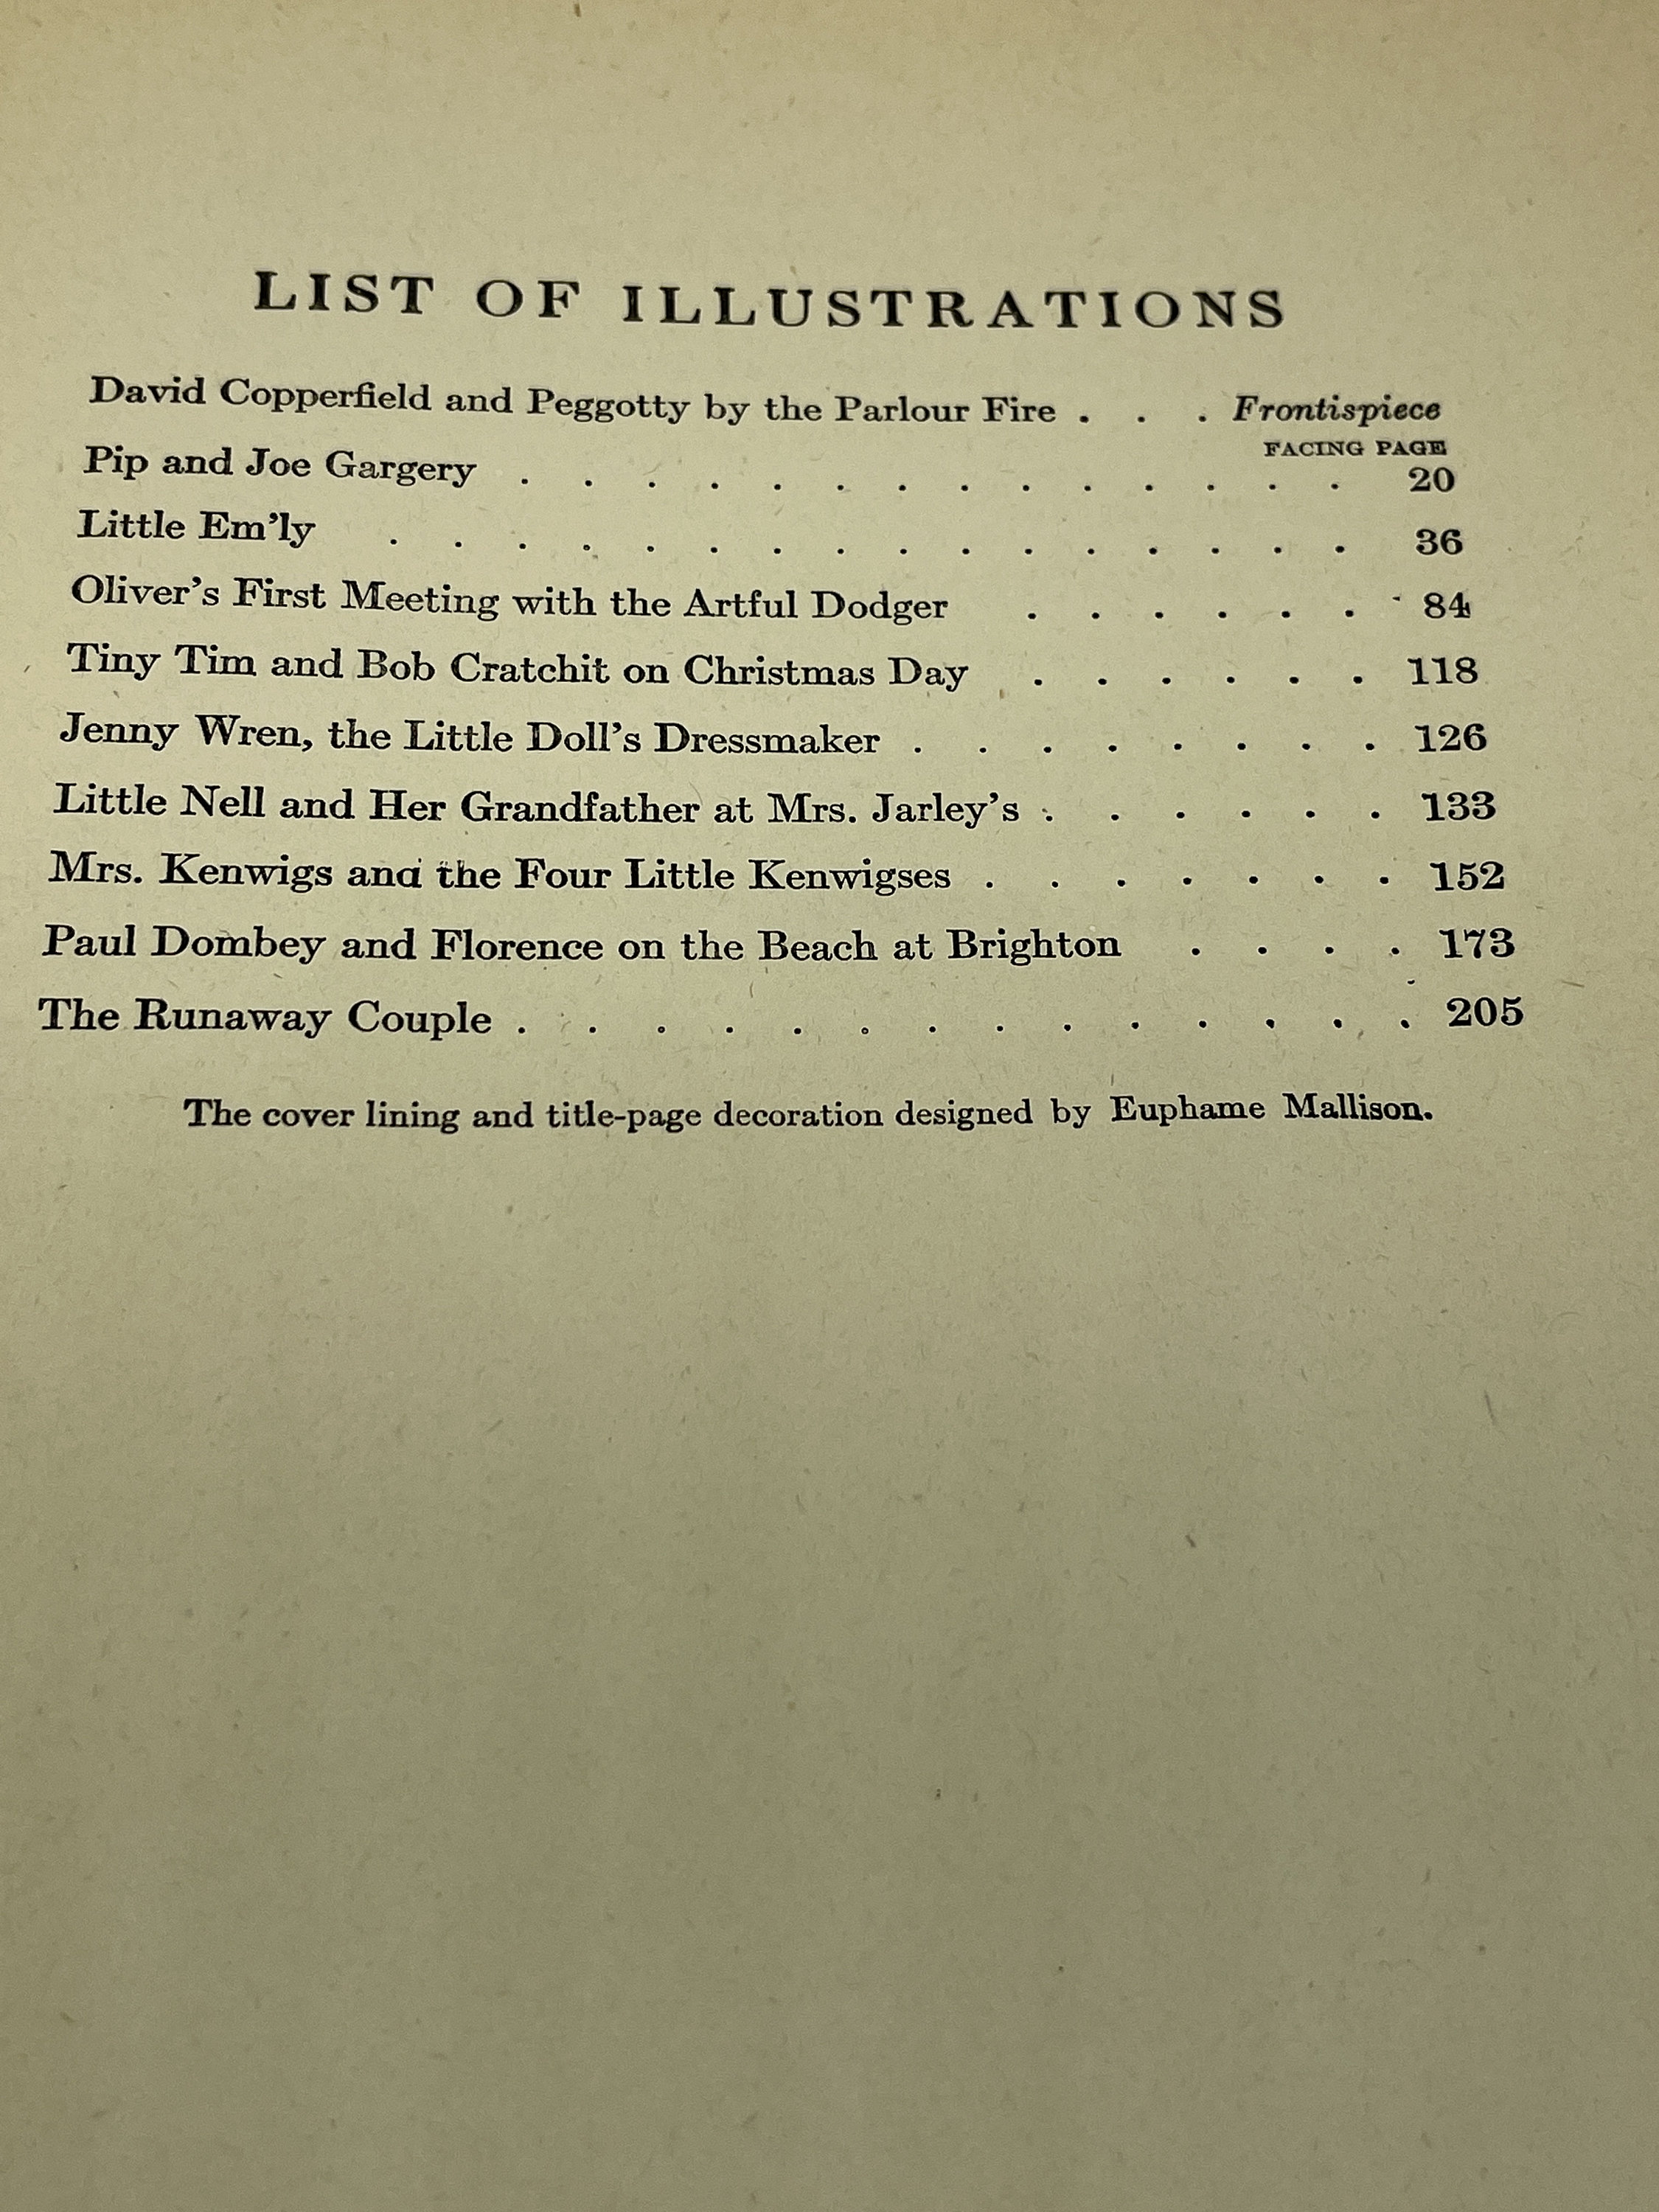 LIST OF ILLUSTRATIONS
David Copperfield and Peggotty by the Parlour Fire . . . Frontispiece
FACING PAGE
Pip and Joe Gargery . . . . . . . . . . . . . . 20
Little Em'ly . . . . . . . . . . . . . . . . 36
Oliver's First Meeting with the Artful Dodger . . . . . . 84
Tiny Tim and Bob Cratchit on Christmas Day . . . . . . 118
Jenny Wren, the Little Doll's Dressmaker . . . . . . . . 126
Little Nell and Her Grandfather at Mrs. Jarley's . . . . . . 133
Mrs. Kenwigs and the Four Little Kenwigses . . . . . . . 152
Paul Dombey and Florence on the Beach at Brighton . . . . 173
The Runaway Couple . . . . . . . . . . . . . . 205
The cover lining and title-page decoration designed by Euphame Mallison.